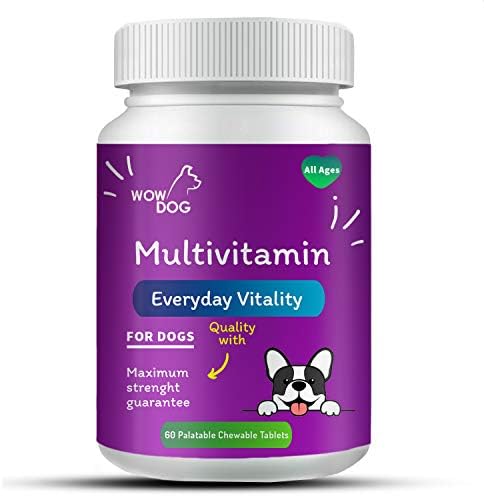 WOW
DOG
All Ages
Multivitamin
Everyday Vitality
FOR DOGS
Quality
with
Maximum
strenght
guarantee
60 Palatable Chewable Tablets